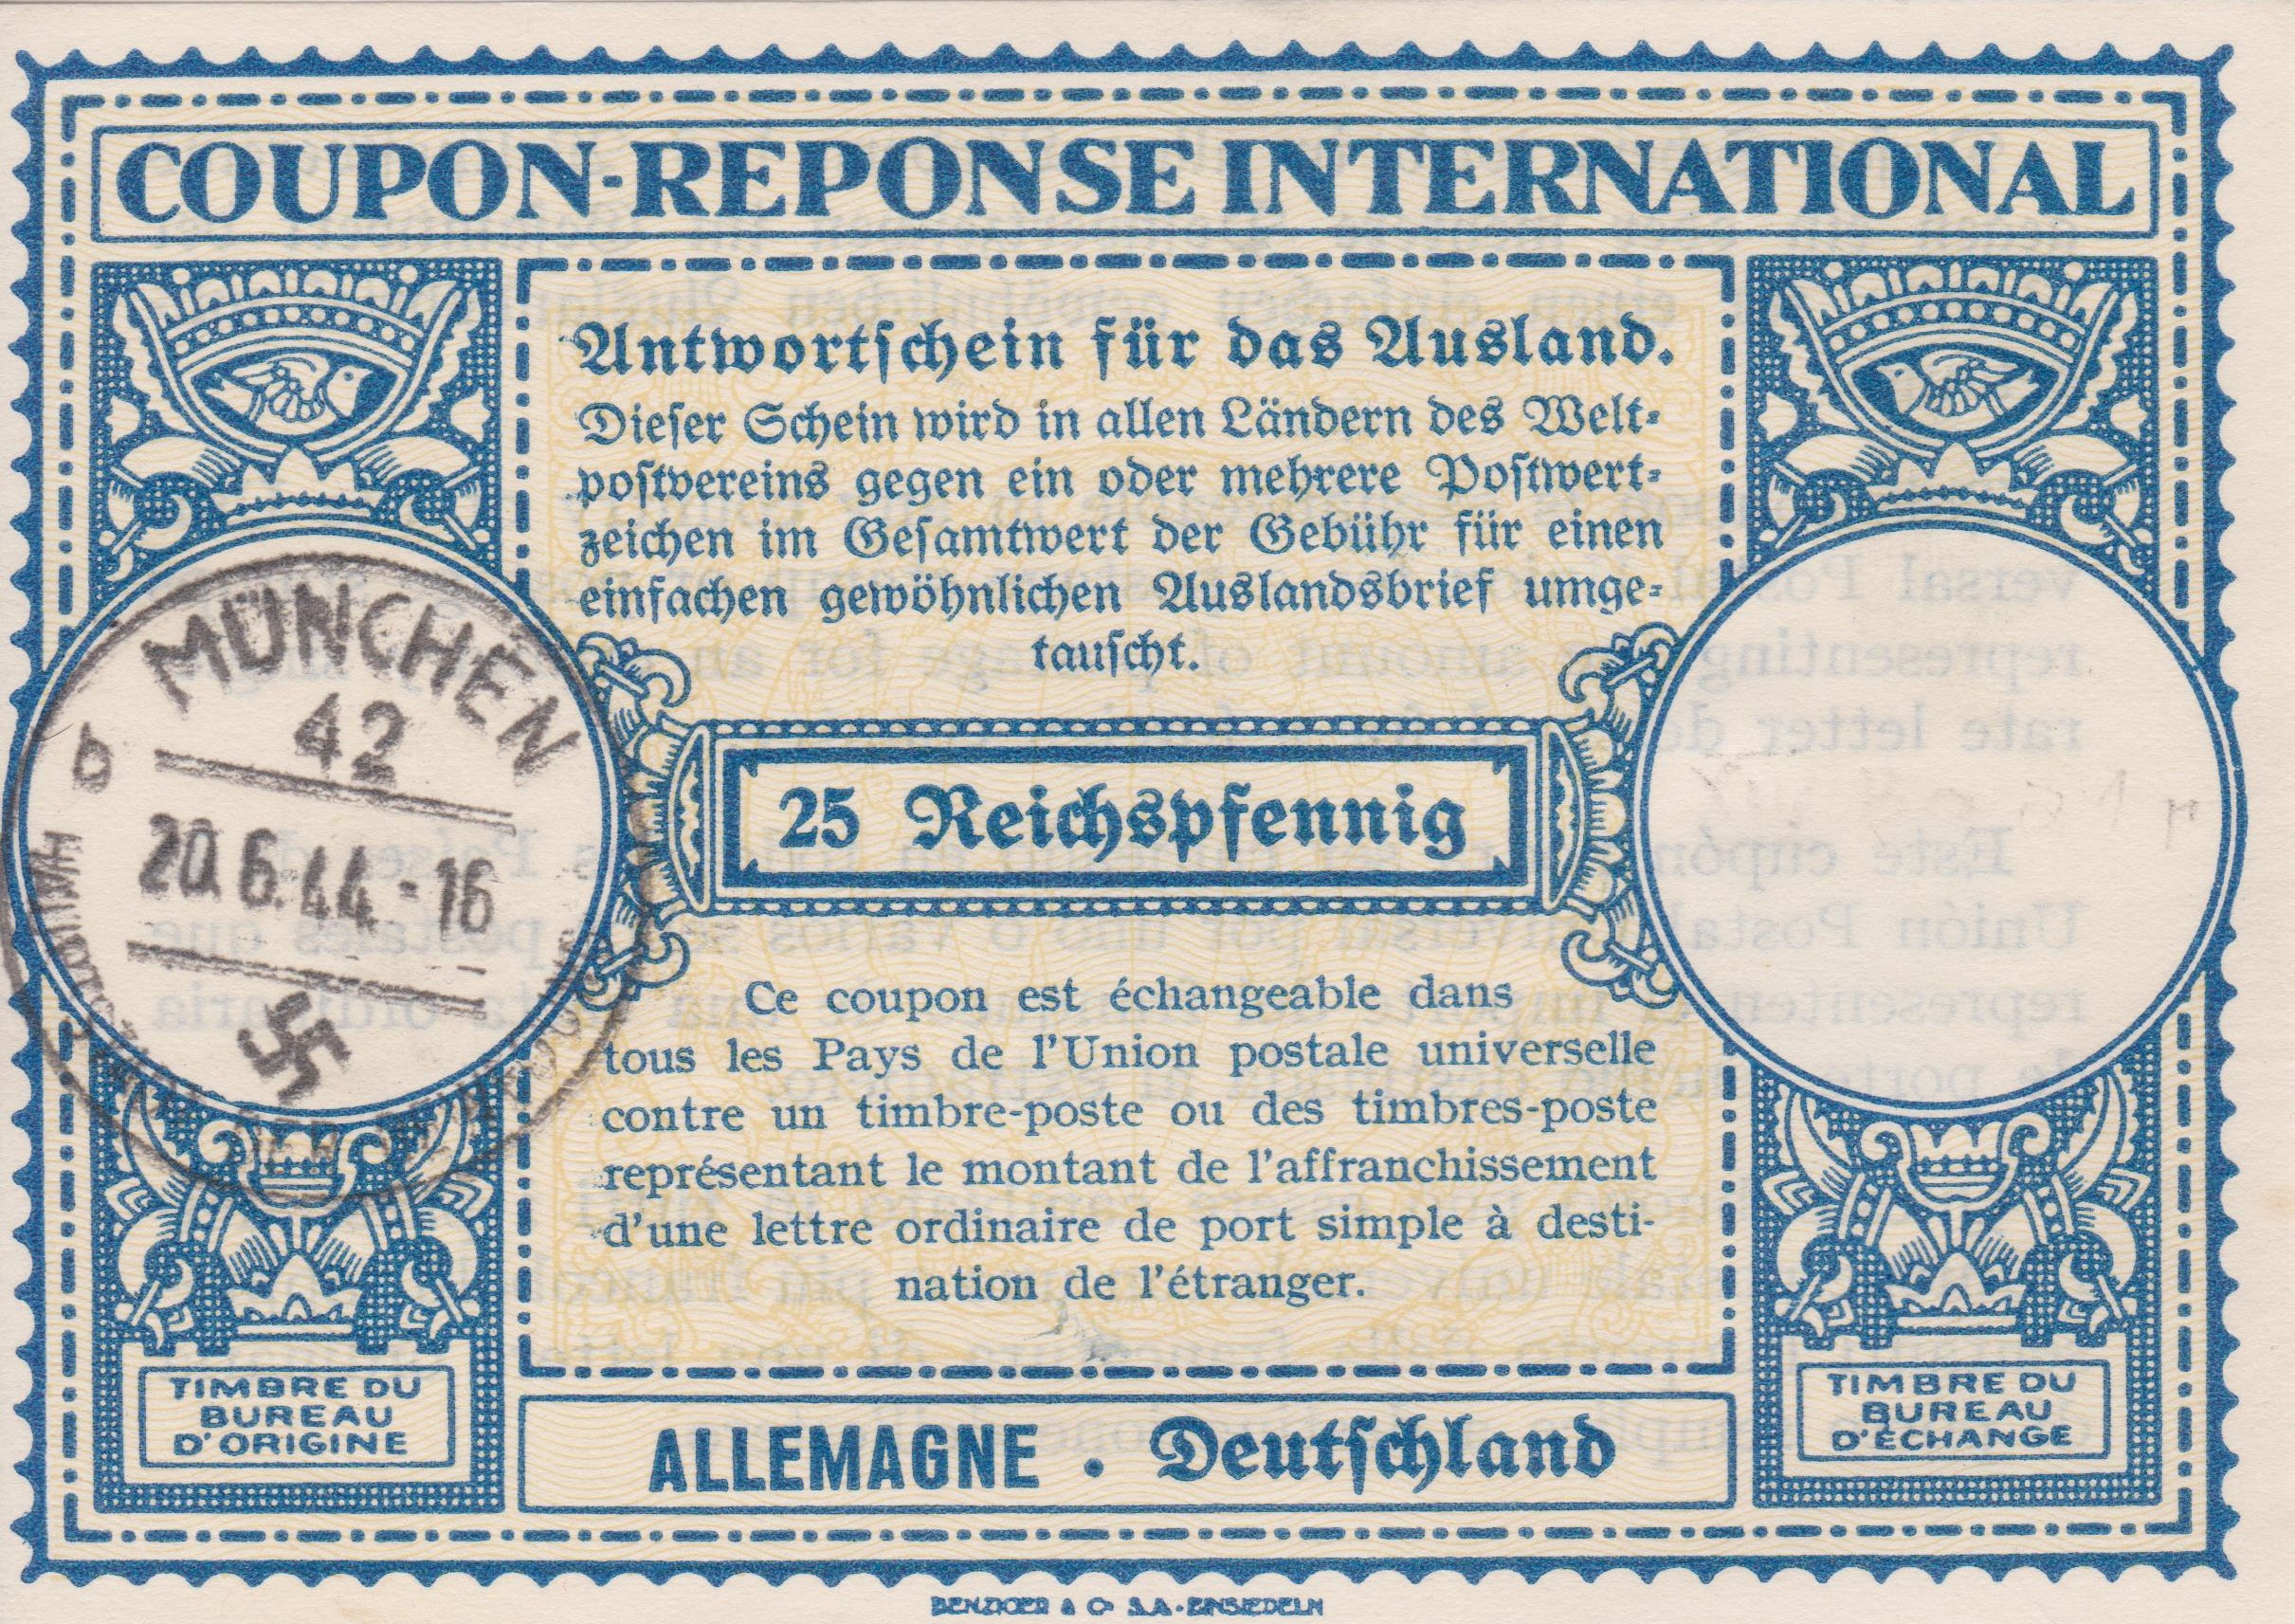 COUPON-REPONSE INTERNATIONAL
Antwortschein für das Ausland.
Dieser Schein wird in allen Ländern des Welt-
postvereins gegen ein oder mehrere Postwert-
zeichen im Gesamtwert der Gebühr für einen
einfachen gewöhnlichen Auslandsbrief umge-
tauscht.
MÜNCHEN
42
b
20.6.44-16
HAUPTSTADT
25 Reichspfennig
Ce coupon est échangeable dans
tous les Pays de l'Union postale universelle
contre un timbre-poste ou des timbres-poste
représentant le montant de l'affranchissement
d'une lettre ordinaire de port simple à desti-
nation de l'étranger.
TIMBRE DU
BUREAU
D'ORIGINE
ALLEMAGNE . Deutschland
TIMBRE DU
BUREAU
D'ÉCHANGE
BENZIGER & Co S.A. - EINSIEDELN